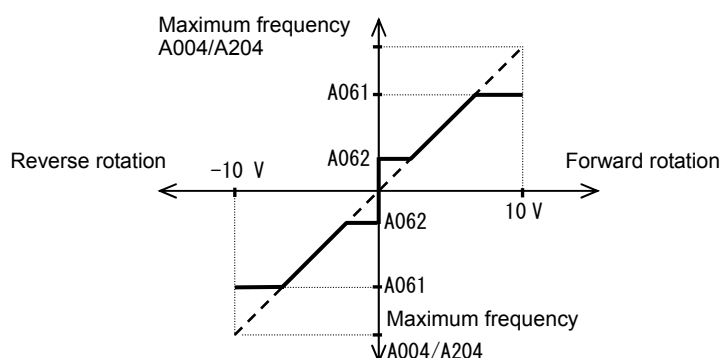 Maximum frequency
A004/A204
A061
Reverse rotation
-10 V
A062
Forward rotation
A062
10 V
A061
Maximum frequency
A004/A204